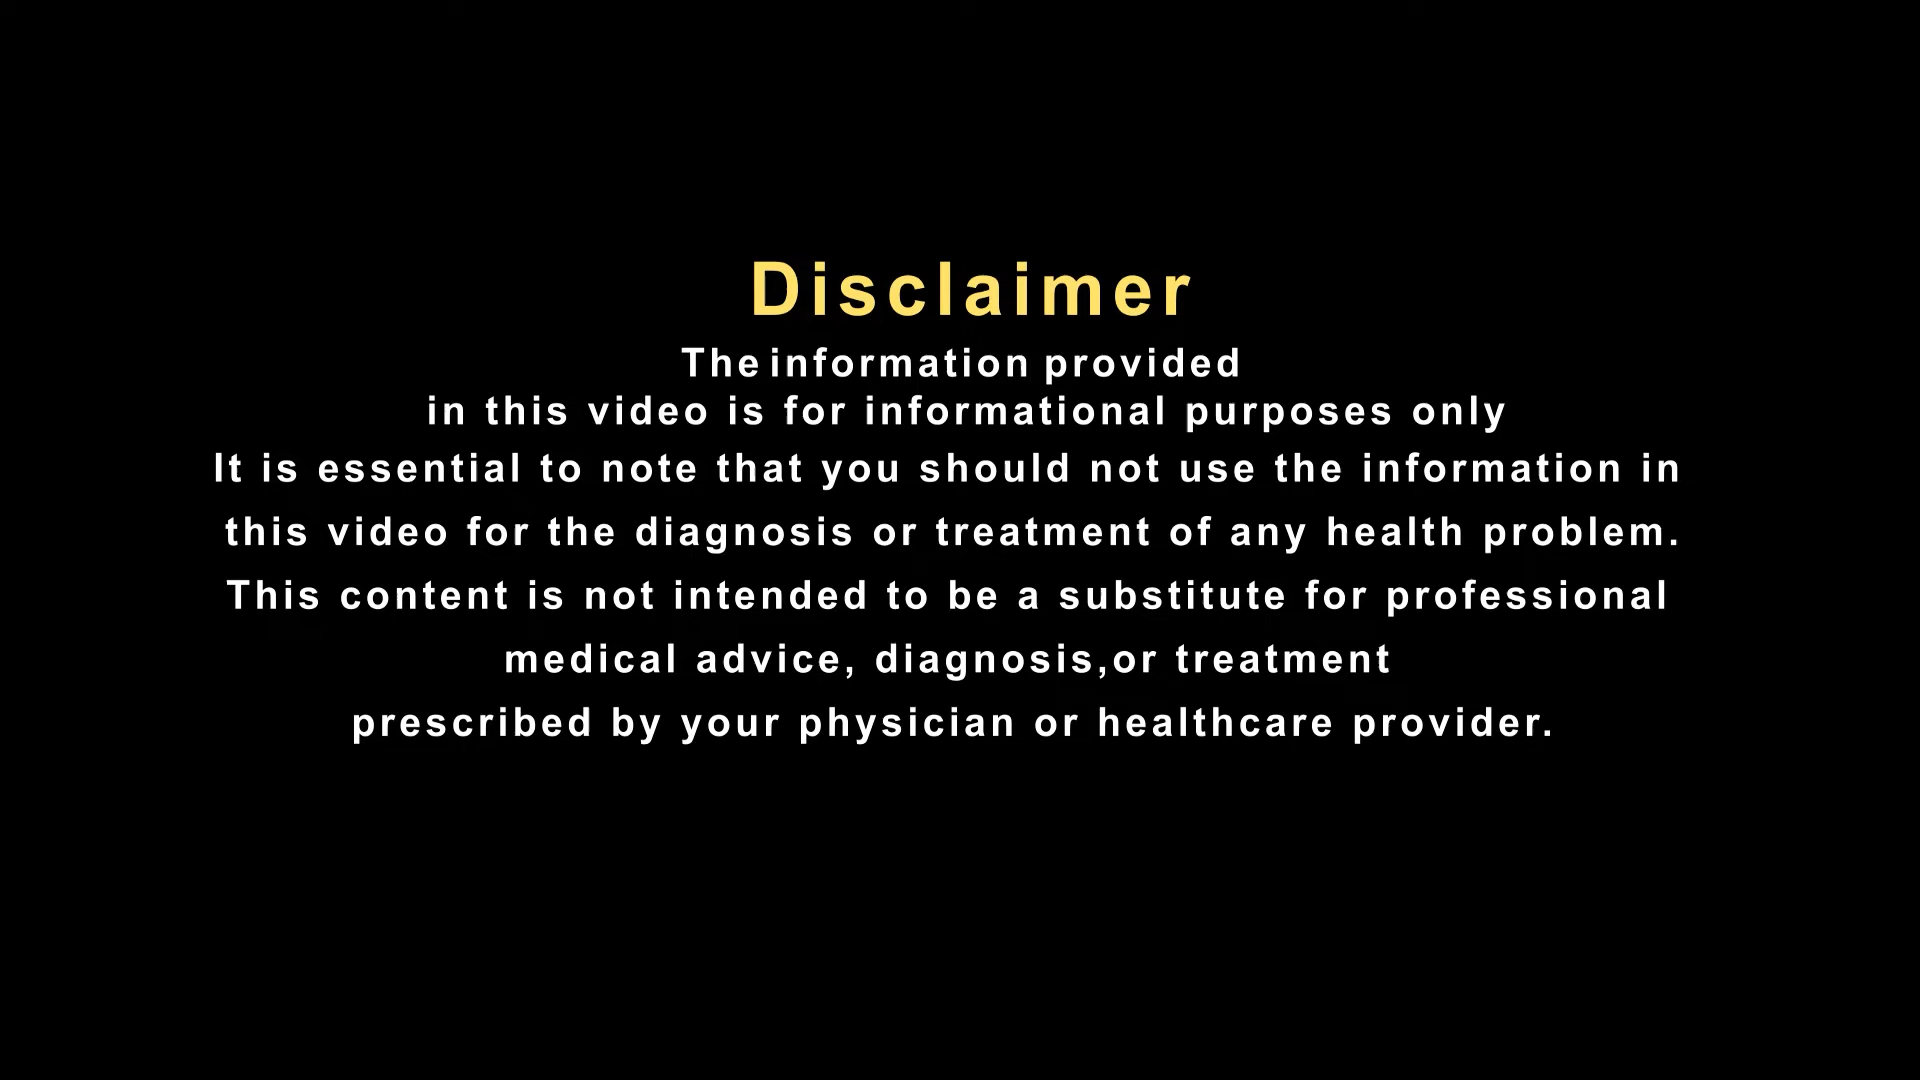 Disclaimer
The information provided
in this video is for informational purposes only
It is essential to note that you should not use the information in
this video for the diagnosis or treatment of any health problem.
This content is not intended to be a substitute for professional
medical advice, diagnosis,or treatment
prescribed by your physician or healthcare provider.